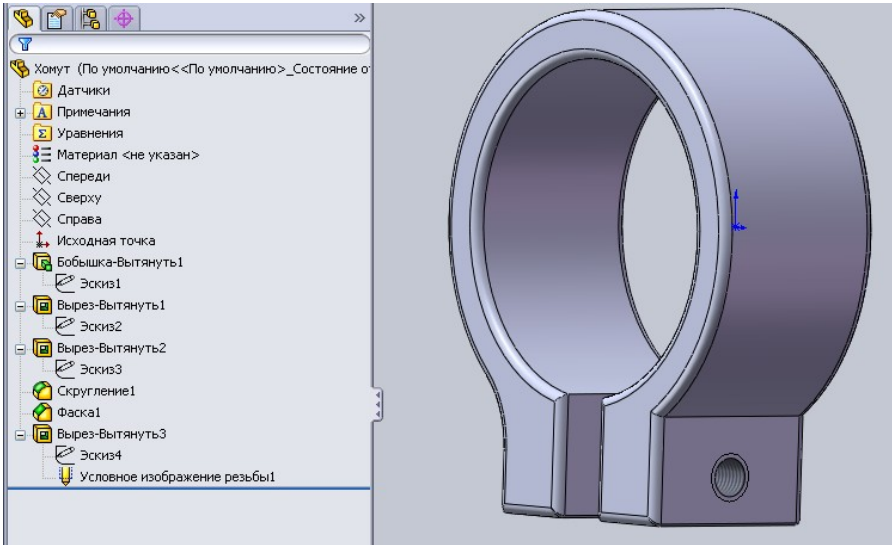 »
Хомут (По умолчанию<<По умолчанию>_Состояние о
Датчики
A Примечания
Σ Уравнения
Материал <не указан>
Спереди
Сверху
Справа
Исходная точка
Бобышка-Вытянуть1
Эскиз1
Вырез-Вытянуть1
Эскиз2
Вырез-Вытянуть2
Эскиз3
Скругление1
Фаска1
Вырез-Вытянуть3
Эскиз4
Условное изображение резьбы1